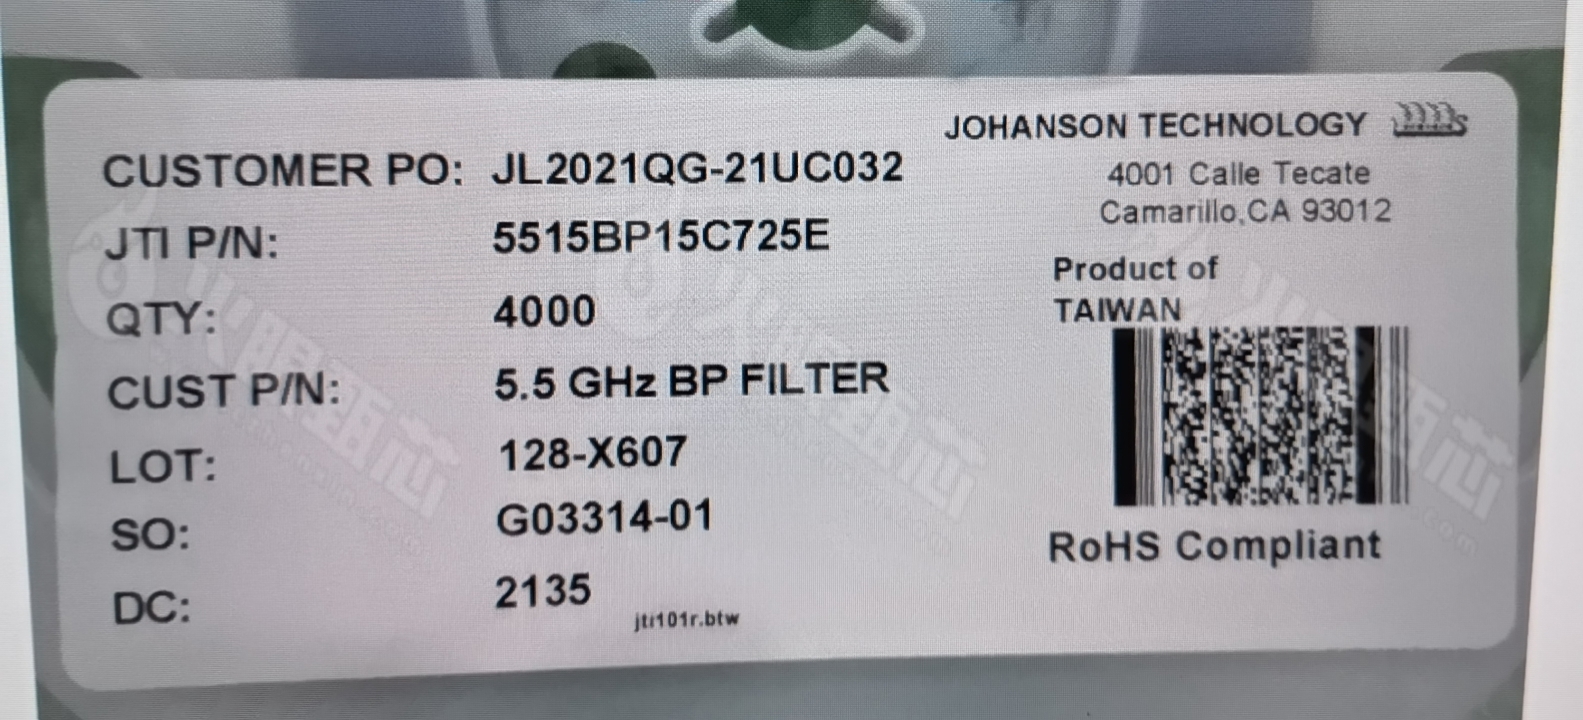 JOHANSON TECHNOLOGY
4001 Calle Tecate
Camarillo,CA 93012
CUSTOMER PO: JL2021QG-21UC032
JTI P/N: 5515BP15C725E
QTY: 4000
CUST P/N: 5.5 GHz BP FILTER
LOT: 128-X607
SO: G03314-01
DC: 2135
jti101r.btw
Product of
TAIWAN
RoHS Compliant